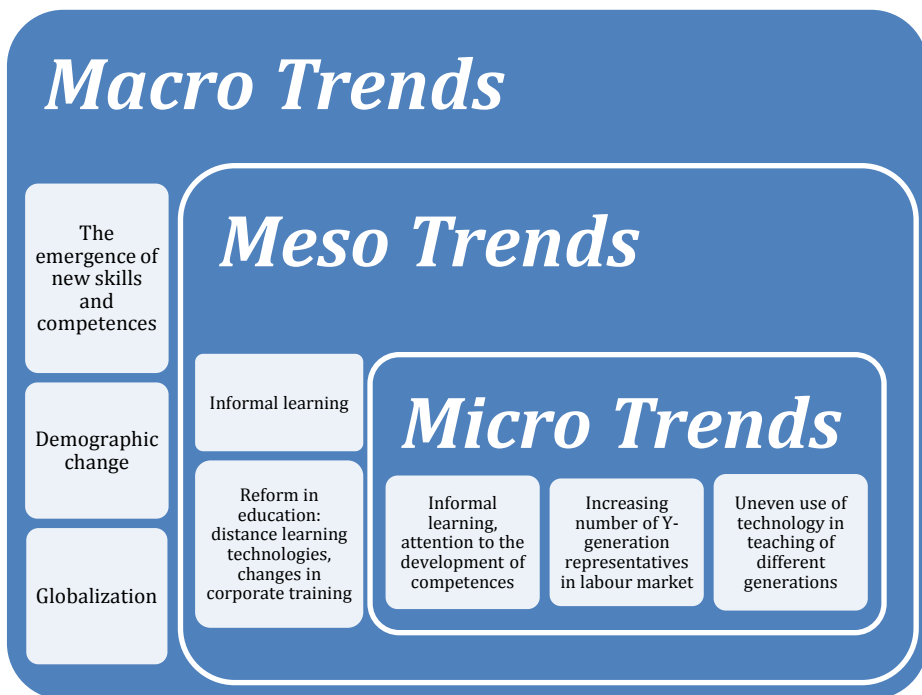 Macro Trends
The
emergence of
new skills
and
competences
Demographic
change
Globalization
Meso Trends
Informal learning
Reform in
education:
distance learning
technologies,
changes in
corporate training
Micro Trends
Informal
learning,
attention to the
development of
competences
Increasing
number of Y-
generation
representatives
in labour market
Uneven use of
technology in
teaching of
different
generations